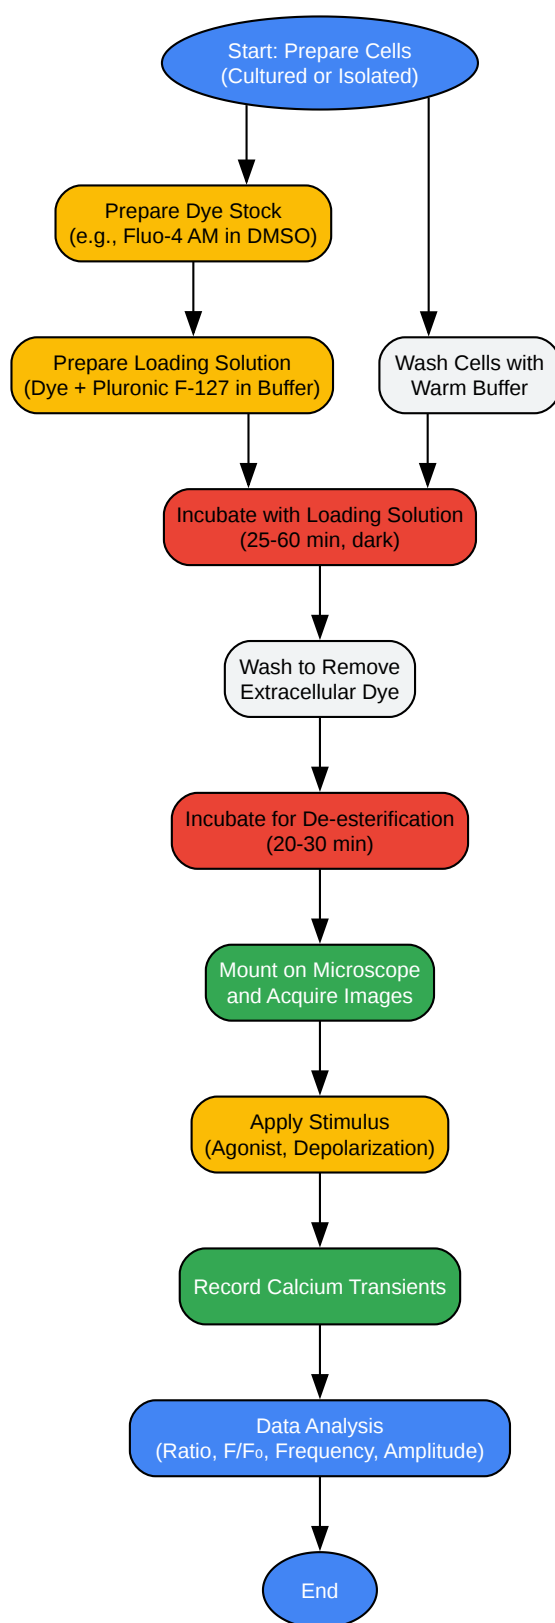 Start: Prepare Cells
(Cultured or Isolated)
Prepare Dye Stock
(e.g., Fluo-4 AM in DMSO)
Prepare Loading Solution
(Dye + Pluronic F-127 in Buffer)
Wash Cells with
Warm Buffer
Incubate with Loading Solution
(25-60 min, dark)
Wash to Remove
Extracellular Dye
Incubate for De-esterification
(20-30 min)
Mount on Microscope
and Acquire Images
Apply Stimulus
(Agonist, Depolarization)
Record Calcium Transients
Data Analysis
(Ratio, F/F₀, Frequency, Amplitude)
End